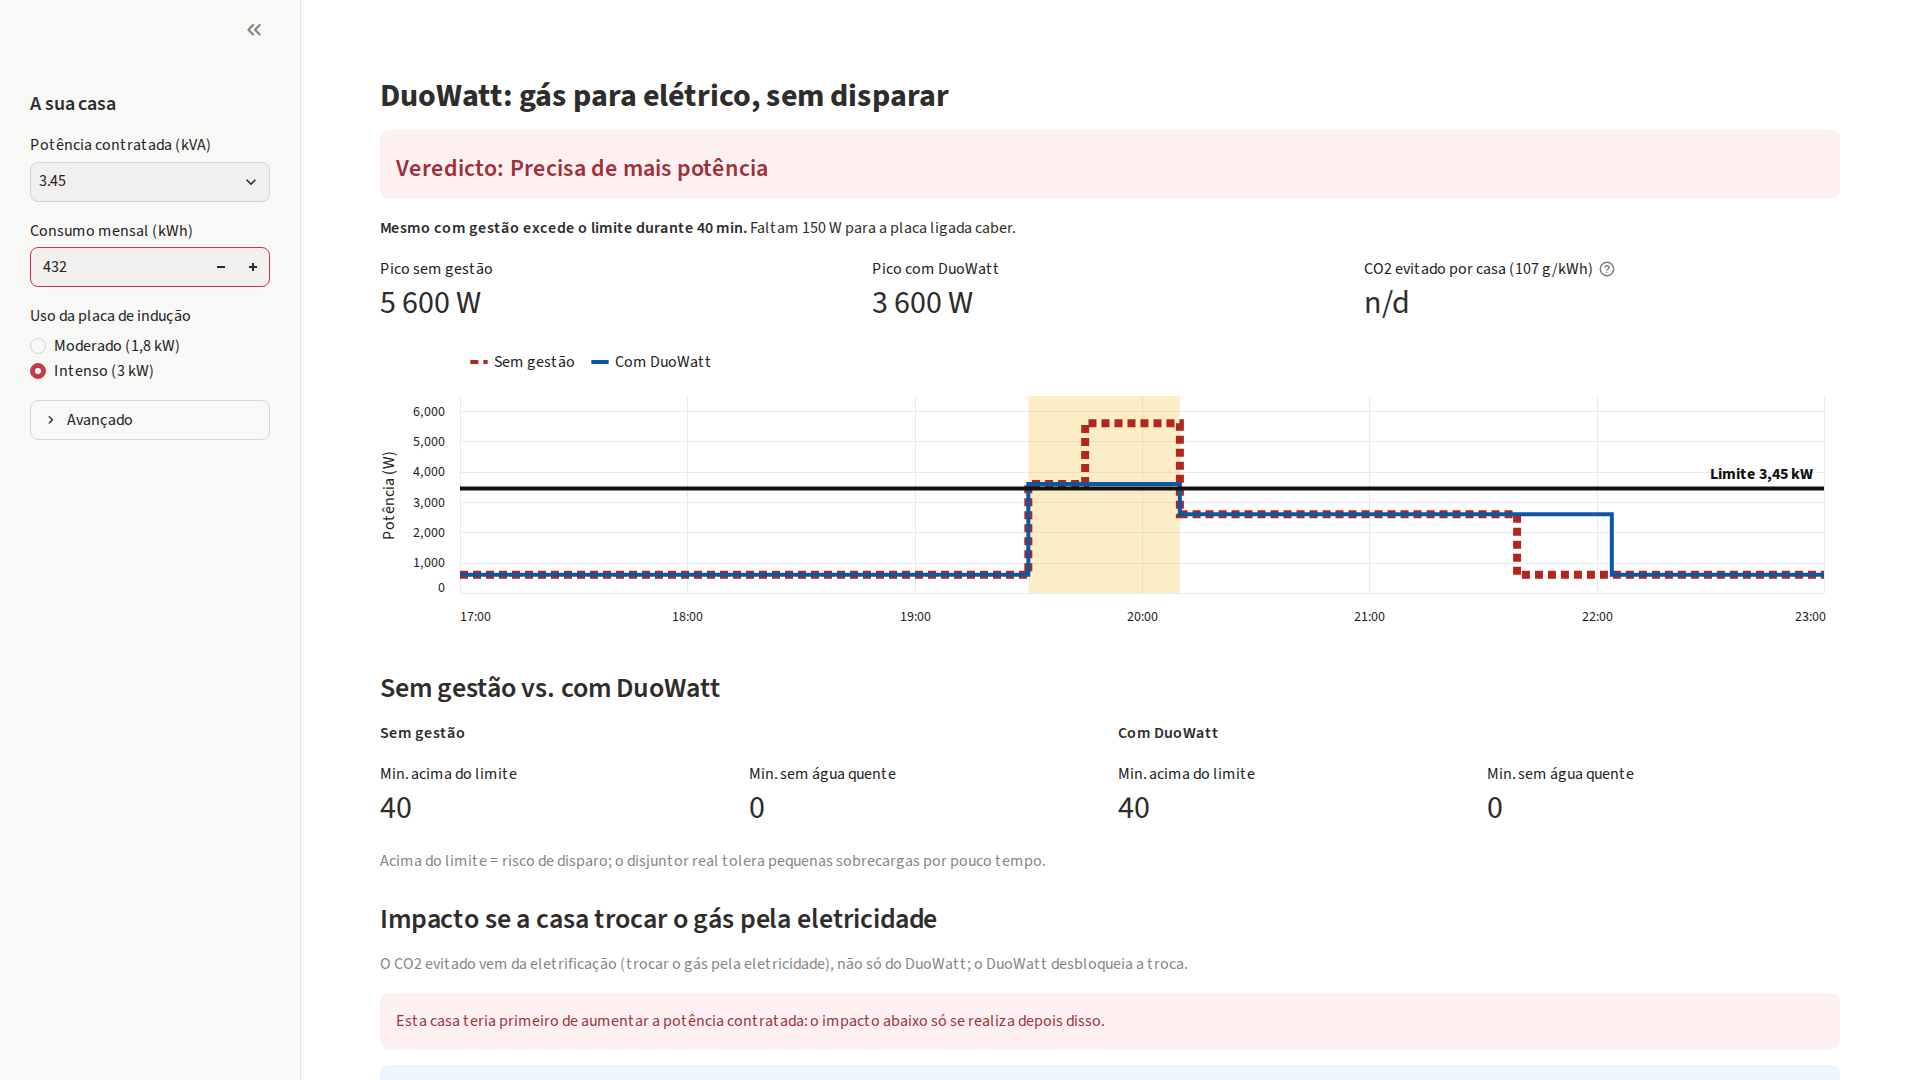 A sua casa
Potência contratada (kVA)
3.45
Consumo mensal (kWh)
432
Uso da placa de indução
Moderado (1,8 kW)
Intenso (3 kW)
Avançado
DuoWatt: gás para elétrico, sem disparar
Veredicto: Precisa de mais potência
Mesmo com gestão excede o limite durante 40 min. Faltam 150 W para a placa ligada caber.
Pico sem gestão
5 600 W
Pico com DuoWatt
3 600 W
CO2 evitado por casa (107 g/kWh)
n/d
Sem gestão
Com DuoWatt
Potência (W)
6,000
5,000
4,000
3,000
2,000
1,000
0
Limite 3,45 kW
17:00
18:00
19:00
20:00
21:00
22:00
23:00
Sem gestão vs. com DuoWatt
Sem gestão
Min. acima do limite
40
Min. sem água quente
0
Com DuoWatt
Min. acima do limite
40
Min. sem água quente
0
Acima do limite = risco de disparo; o disjuntor real tolera pequenas sobrecargas por pouco tempo.
Impacto se a casa trocar o gás pela eletricidade
O CO2 evitado vem da eletrificação (trocar o gás pela eletricidade), não só do DuoWatt; o DuoWatt desbloqueia a troca.
Esta casa teria primeiro de aumentar a potência contratada: o impacto abaixo só se realiza depois disso.